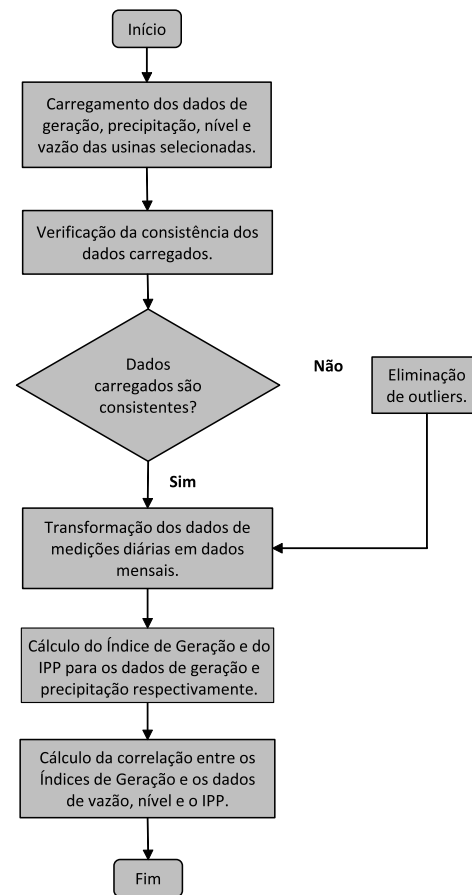 Início
Carregamento dos dados de
geração, precipitação, nível e
vazão das usinas selecionadas.
Verificação da consistência dos
dados carregados.
Dados
carregados são
consistentes?
Não
Eliminação
de outliers.
Sim
Transformação dos dados de
medições diárias em dados
mensais.
Cálculo do Índice de Geração e do
IPP para os dados de geração e
precipitação respectivamente.
Cálculo da correlação entre os
Índices de Geração e os dados
de vazão, nível e o IPP.
Fim